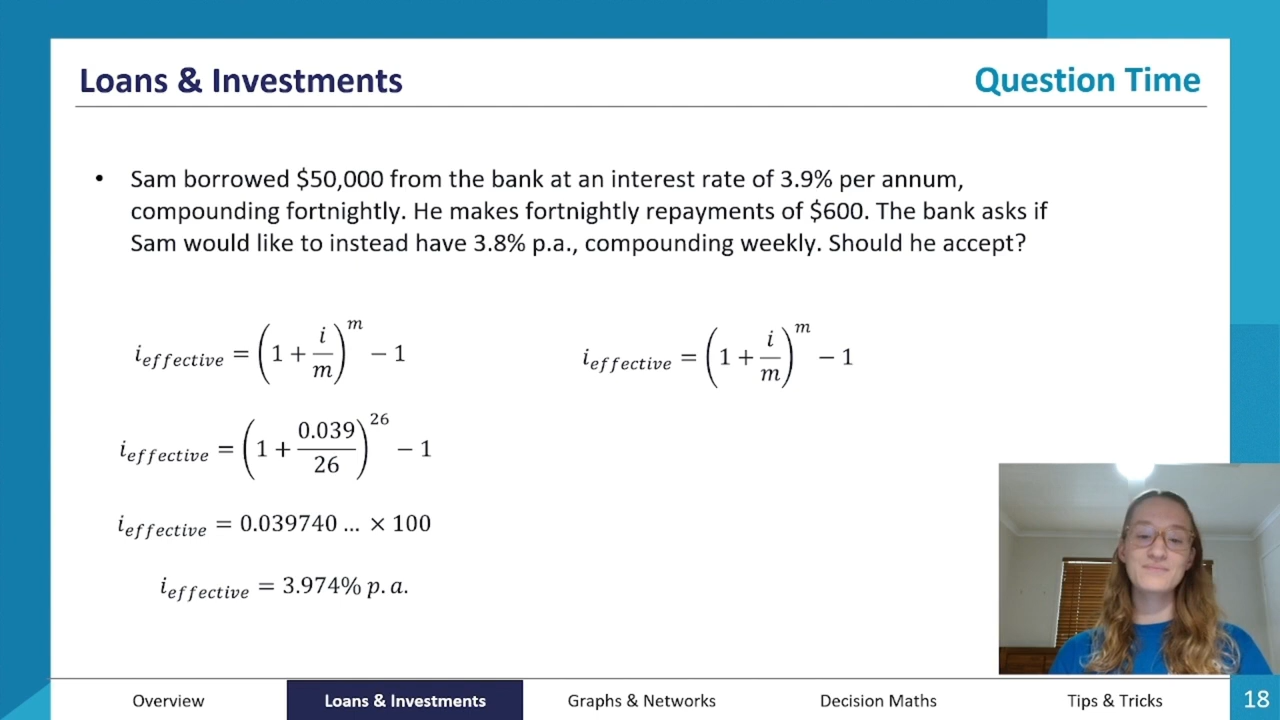 Loans & Investments
Question Time
• Sam borrowed $50,000 from the bank at an interest rate of 3.9% per annum,
compounding fortnightly. He makes fortnightly repayments of $600. The bank asks if
Sam would like to instead have 3.8% p.a., compounding weekly. Should he accept?
i_effective = (1 + i/m)^m − 1
i_effective = (1 + 0.039/26)^26 − 1
i_effective = 0.039740 … × 100
i_effective = 3.974% p.a.
i_effective = (1 + i/m)^m − 1
Overview
Loans & Investments
Graphs & Networks
Decision Maths
Tips & Tricks
18